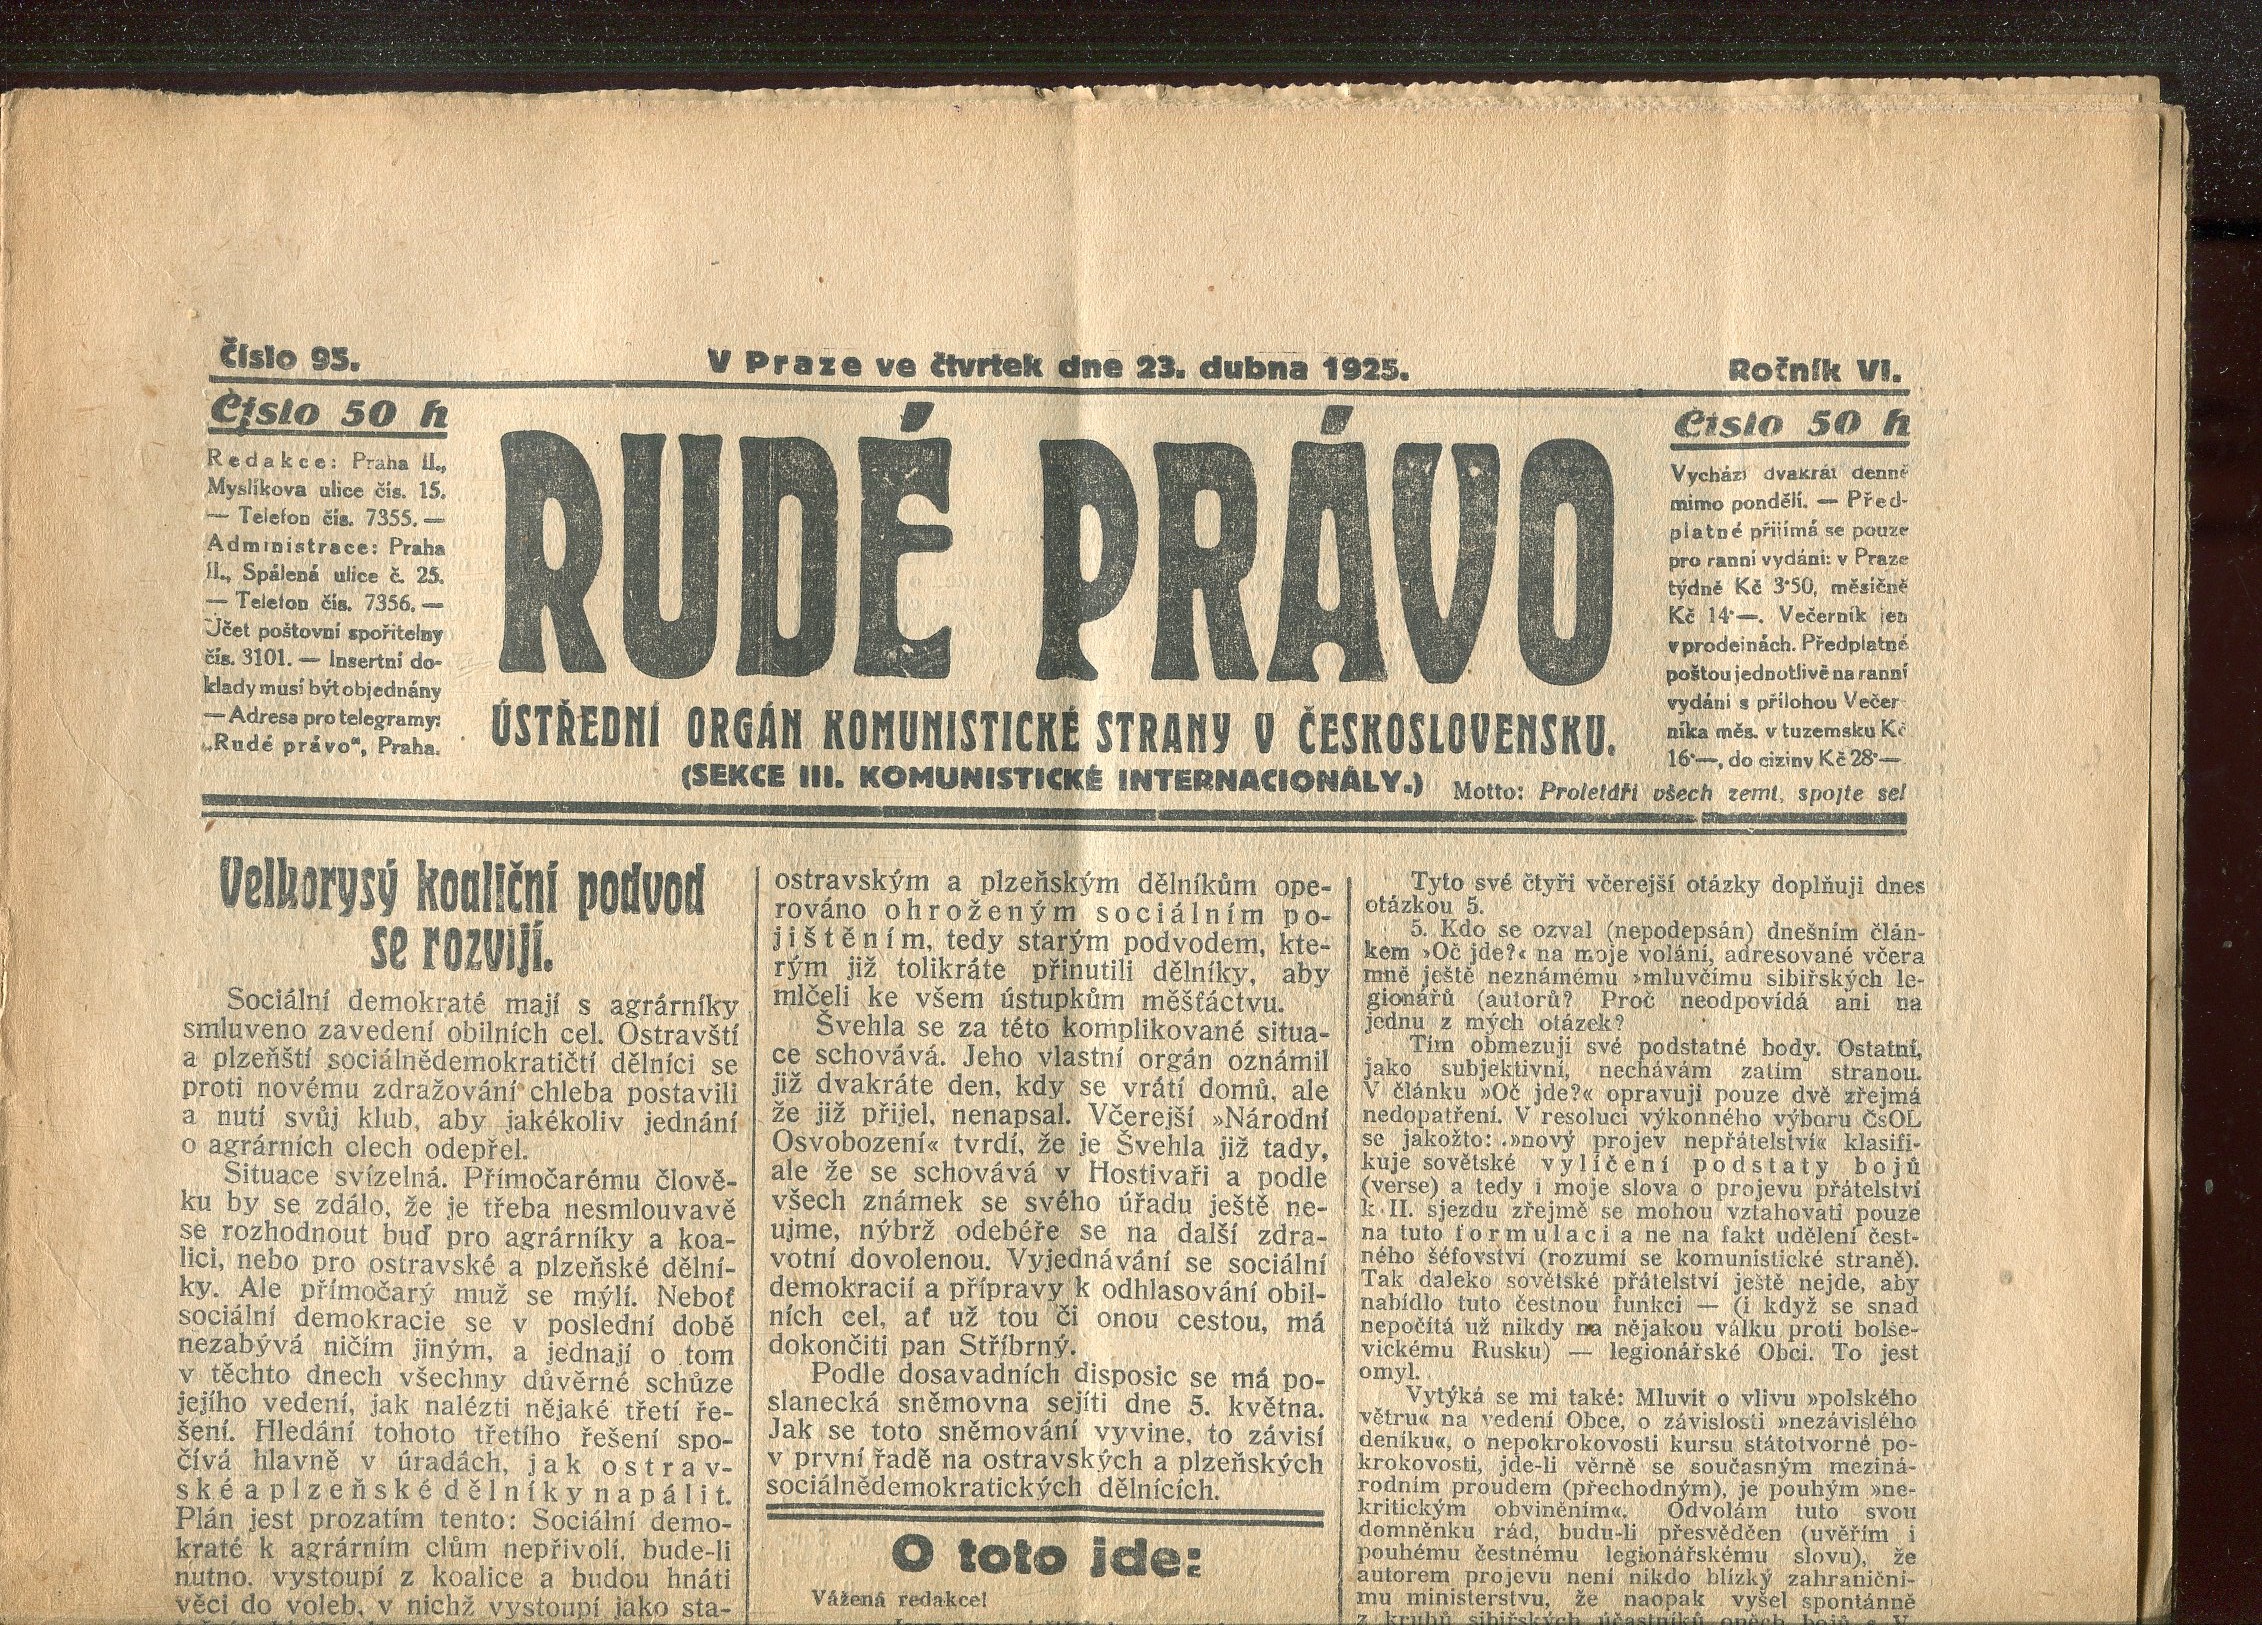 Číslo 95.
V Praze ve čtvrtek dne 23. dubna 1925.
Ročník VI.
Číslo 50 h
Redakce: Praha II.,
Myslíkova ulice čís. 15.
— Telefon čís. 7355. —
Administrace: Praha
II., Spálená ulice č. 25.
— Telefon čís. 7356. —
Účet poštovní spořitelny
čís. 3101. — Insertní do-
klady musí být objednány
— Adresa pro telegramy:
„Rudé právo“, Praha.
RUDÉ PRÁVO
ÚSTŘEDNÍ ORGÁN KOMUNISTICKÉ STRANY V ČESKOSLOVENSKU.
(SEKCE III. KOMUNISTICKÉ INTERNACIONÁLY.)
Motto: Proletáři všech zemí, spojte se!
Číslo 50 h
Vychází dvakrát denně
mimo pondělí. — Před-
platné přijímá se pouze
pro ranní vydání: v Praze
týdně Kč 3·50, měsíčně
Kč 14·—. Večerník jen
v prodejnách. Předplatné
poštou jednotlivě na ranní
vydání s přílohou Večer-
níka měs. v tuzemsku Kč
16·—, do ciziny Kč 28·—
Velkorysý koaliční podvod
se rozvíjí.
Sociální demokraté mají s agrárníky
smluveno zavedení obilních cel. Ostravští
a plzeňští sociálnědemokratičtí dělníci se
proti novému zdražování chleba postavili
a nutí svůj klub, aby jakékoliv jednání
o agrárních clech odepřel.
Situace svízelná. Přímočarému člově-
ku by se zdálo, že je třeba nesmlouvavě
se rozhodnout buď pro agrárníky a koa-
lici, nebo pro ostravské a plzeňské dělní-
ky. Ale přímočarý muž se mýlí. Neboť
sociální demokracie se v poslední době
nezabývá ničím jiným, a jednají o tom
v těchto dnech všechny důvěrné schůze
jejího vedení, jak nalézti nějaké třetí ře-
šení. Hledání tohoto třetího řešení spo-
čívá hlavně v úradách, jak ostrav-
ské a plzeňské dělníky napálit.
Plán jest prozatím tento: Sociální demo-
kraté k agrárním clům nepřivolí, bude-li
nutno, vystoupí z koalice a budou hnáti
věci do voleb, v nichž vystoupí jako sta-
ostravským a plzeňským dělníkům ope-
rováno ohroženým sociálním po-
jištěním, tedy starým podvodem, kte-
rým již tolikráte přinutili dělníky, aby
mlčeli ke všem ústupkům měšťáctvu.
Švehla se za této komplikované situa-
ce schovává. Jeho vlastní orgán oznámil
již dvakráte den, kdy se vrátí domů, ale
že již přijel, nenapsal. Včerejší »Národní
Osvobození« tvrdí, že je Švehla již tady,
ale že se schovává v Hostivaři a podle
všech známek se svého úřadu ještě ne-
ujme, nýbrž odebéře se na další zdra-
votní dovolenou. Vyjednávání se sociální
demokracií a přípravy k odhlasování obil-
ních cel, ať už tou či onou cestou, má
dokončiti pan Stříbrný.
Podle dosavadních disposic se má po-
slanecká sněmovna sejíti dne 5. května.
Jak se toto sněmování vyvine, to závisí
v první řadě na ostravských a plzeňských
sociálnědemokratických dělnících.
O toto jde:
Vážená redakce!
Tyto své čtyři včerejší otázky doplňuji dnes
otázkou 5.
5. Kdo se ozval (nepodepsán) dnešním člán-
kem »Oč jde?« na moje volání, adresované včera
mně ještě neznámému »mluvčímu sibiřských le-
gionářů (autorů? Proč neodpovídá ani na
jednu z mých otázek?
Tím obmezuji své podstatné body. Ostatní,
jako subjektivní, nechávám zatím stranou.
V článku »Oč jde?« opravuji pouze dvě zřejmá
nedopatření. V resoluci výkonného výboru ČsOL
se jakožto: »nový projev nepřátelství« klasifi-
kuje sovětské vylíčení podstaty bojů
(verse) a tedy i moje slova o projevu přátelství
k II. sjezdu zřejmě se mohou vztahovati pouze
na tuto formulaci a ne na fakt udělení čest-
ného šéfovství (rozumí se komunistické straně).
Tak daleko sovětské přátelství ještě nejde, aby
nabídlo tuto čestnou funkci — (i když se snad
nepočítá už nikdy na nějakou válku proti bolše-
vickému Rusku) — legionářské Obci. To jest
omyl.
Vytýká se mi také: Mluvit o vlivu »polského
větru« na vedení Obce, o závislosti »nezávislého
deníku«, o nepokrokovosti kursu státotvorné po-
krokovosti, jde-li věrně se současným meziná-
rodním proudem (přechodným), je pouhým »ne-
kritickým obviněním«. Odvolám tuto svou
domněnku rád, budu-li přesvědčen (uvěřím i
pouhému čestnému legionářskému slovu), že
autorem projevu není nikdo blízký zahraniční-
mu ministerstvu, že naopak vyšel spontánně
z kruhů sibiřských účastníků oněch bojů s V.